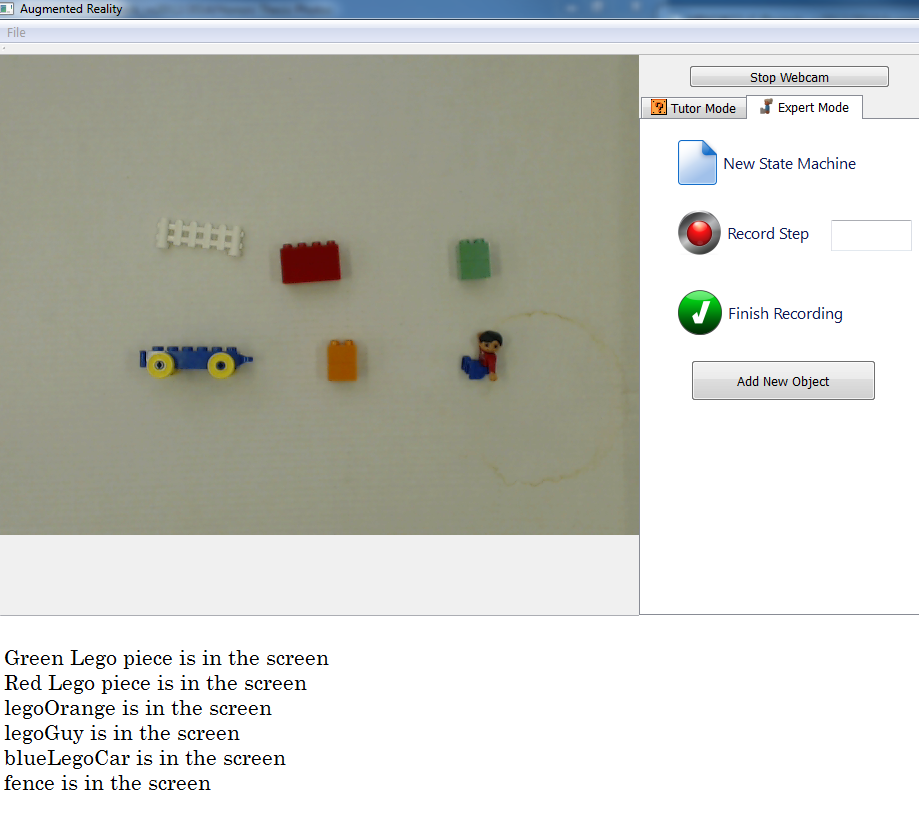 Augmented Reality
File
Stop Webcam
Tutor Mode
Expert Mode
New State Machine
Record Step
Finish Recording
Add New Object
Green Lego piece is in the screen
Red Lego piece is in the screen
legoOrange is in the screen
legoGuy is in the screen
blueLegoCar is in the screen
fence is in the screen